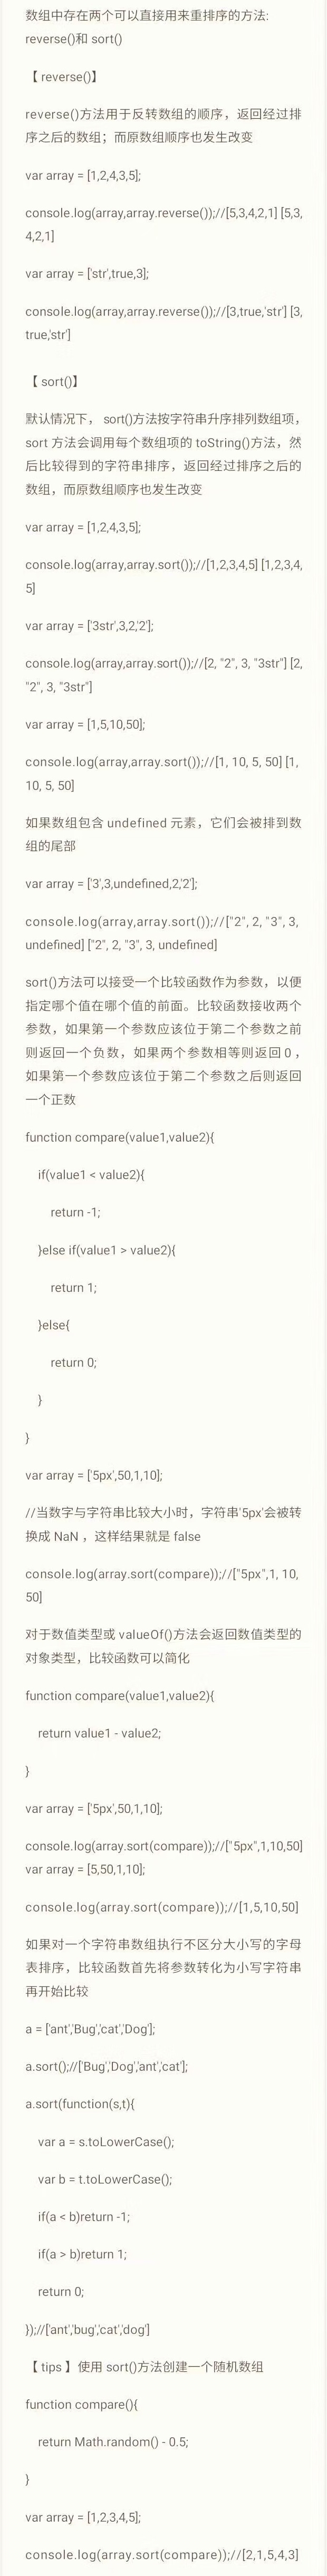 数组中存在两个可以直接用来重排序的方法:
reverse()和 sort()
【 reverse()】
reverse()方法用于反转数组的顺序，返回经过排
序之后的数组；而原数组顺序也发生改变
var array = [1,2,4,3,5];
console.log(array,array.reverse());//[5,3,4,2,1] [5,3,
4,2,1]
var array = ['str',true,3];
console.log(array,array.reverse());//[3,true,'str'] [3,
true,'str']
【 sort()】
默认情况下， sort()方法按字符串升序排列数组项，
sort 方法会调用每个数组项的 toString()方法，然
后比较得到的字符串排序，返回经过排序之后的
数组，而原数组顺序也发生改变
var array = [1,2,4,3,5];
console.log(array,array.sort());//[1,2,3,4,5] [1,2,3,4,
5]
var array = ['3str',3,2,'2'];
console.log(array,array.sort());//[2, "2", 3, "3str"] [2,
"2", 3, "3str"]
var array = [1,5,10,50];
console.log(array,array.sort());//[1, 10, 5, 50] [1,
10, 5, 50]
如果数组包含 undefined 元素，它们会被排到数
组的尾部
var array = ['3',3,undefined,2,'2'];
console.log(array,array.sort());//["2", 2, "3", 3,
undefined] ["2", 2, "3", 3, undefined]
sort()方法可以接受一个比较函数作为参数，以便
指定哪个值在哪个值的前面。比较函数接收两个
参数，如果第一个参数应该位于第二个参数之前
则返回一个负数，如果两个参数相等则返回 0 ，
如果第一个参数应该位于第二个参数之后则返回
一个正数
function compare(value1,value2){
if(value1 < value2){
return -1;
}else if(value1 > value2){
return 1;
}else{
return 0;
}
}
var array = ['5px',50,1,10];
//当数字与字符串比较大小时，字符串'5px'会被转
换成 NaN ，这样结果就是 false
console.log(array.sort(compare));//["5px",1, 10,
50]
对于数值类型或 valueOf()方法会返回数值类型的
对象类型，比较函数可以简化
function compare(value1,value2){
return value1 - value2;
}
var array = ['5px',50,1,10];
console.log(array.sort(compare));//["5px",1,10,50]
var array = [5,50,1,10];
console.log(array.sort(compare));//[1,5,10,50]
如果对一个字符串数组执行不区分大小写的字母
表排序，比较函数首先将参数转化为小写字符串
再开始比较
a = ['ant','Bug','cat','Dog'];
a.sort();//['Bug','Dog','ant','cat'];
a.sort(function(s,t){
var a = s.toLowerCase();
var b = t.toLowerCase();
if(a < b)return -1;
if(a > b)return 1;
return 0;
});//['ant','bug','cat','dog']
【 tips 】使用 sort()方法创建一个随机数组
function compare(){
return Math.random() - 0.5;
}
var array = [1,2,3,4,5];
console.log(array.sort(compare));//[2,1,5,4,3]